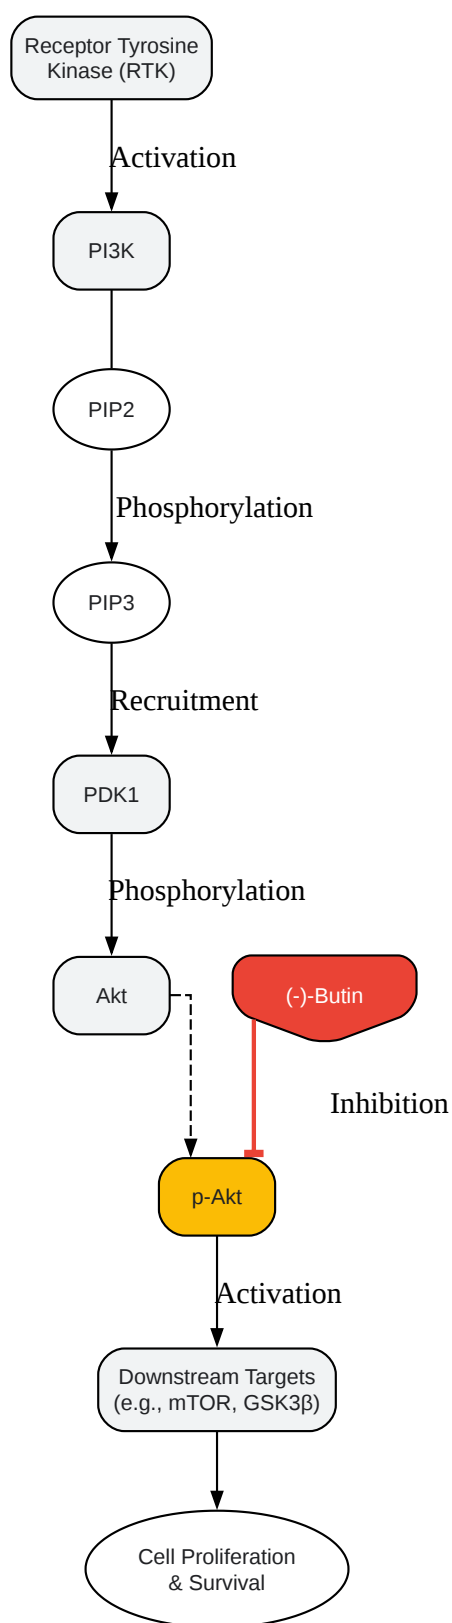 Receptor Tyrosine
Kinase (RTK)
Activation
PI3K
PIP2
Phosphorylation
PIP3
Recruitment
PDK1
Phosphorylation
Akt
(-)-Butin
Inhibition
p-Akt
Activation
Downstream Targets
(e.g., mTOR, GSK3β)
Cell Proliferation
& Survival